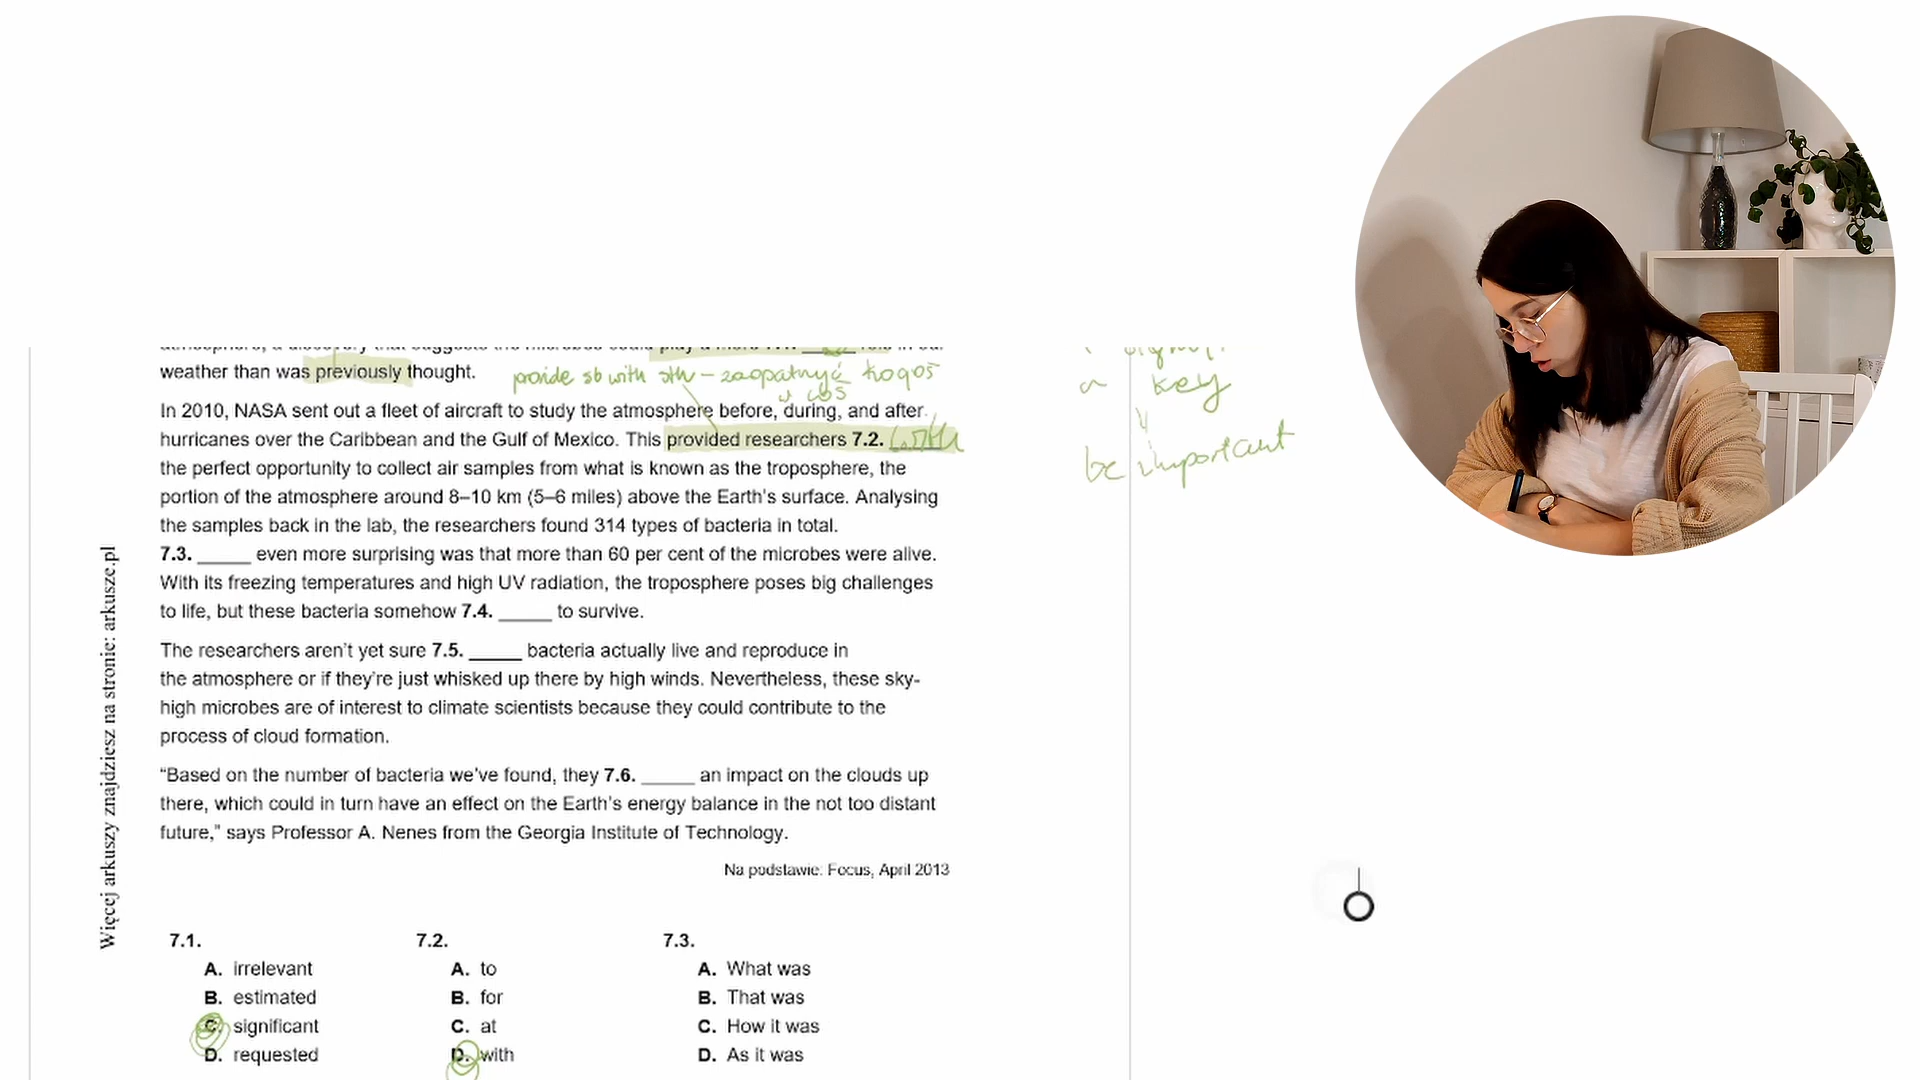 weather than was previously thought.
provide sb with sth – zaopatrzyć kogoś
w coś
In 2010, NASA sent out a fleet of aircraft to study the atmosphere before, during, and after
hurricanes over the Caribbean and the Gulf of Mexico. This provided researchers 7.2. with
the perfect opportunity to collect air samples from what is known as the troposphere, the
portion of the atmosphere around 8–10 km (5–6 miles) above the Earth's surface. Analysing
the samples back in the lab, the researchers found 314 types of bacteria in total.
7.3. _____ even more surprising was that more than 60 per cent of the microbes were alive.
With its freezing temperatures and high UV radiation, the troposphere poses big challenges
to life, but these bacteria somehow 7.4. _____ to survive.
The researchers aren't yet sure 7.5. _____ bacteria actually live and reproduce in
the atmosphere or if they're just whisked up there by high winds. Nevertheless, these sky-
high microbes are of interest to climate scientists because they could contribute to the
process of cloud formation.
“Based on the number of bacteria we've found, they 7.6. _____ an impact on the clouds up
there, which could in turn have an effect on the Earth's energy balance in the not too distant
future,” says Professor A. Nenes from the Georgia Institute of Technology.
Na podstawie: Focus, April 2013
7.1.
A. irrelevant
B. estimated
C. significant
D. requested
7.2.
A. to
B. for
C. at
D. with
7.3.
A. What was
B. That was
C. How it was
D. As it was
key
be important
Więcej arkuszy znajdziesz na stronie: arkusze.pl